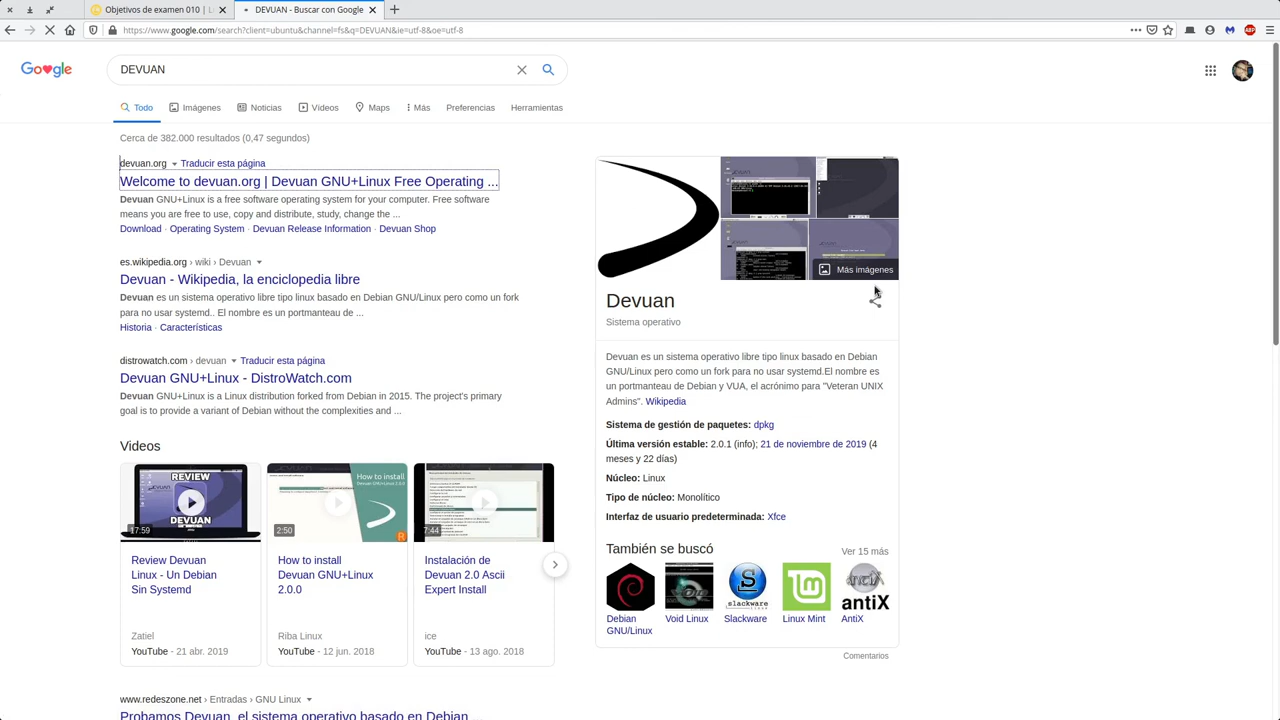 Objetivos de examen 010 | L
DEVUAN - Buscar con Google
https://www.google.com/search?client=ubuntu&channel=fs&q=DEVUAN&ie=utf-8&oe=utf-8
ABP
Google
DEVUAN
Todo
Imágenes
Noticias
Vídeos
Maps
Más
Preferencias
Herramientas
Cerca de 382.000 resultados (0,47 segundos)
devuan.org Traducir esta página
Welcome to devuan.org | Devuan GNU+Linux Free Operating ...
Devuan GNU+Linux is a free software operating system for your computer. Free software
means you are free to use, copy and distribute, study, change the ...
Download · Operating System · Devuan Release Information · Devuan Shop
es.wikipedia.org › wiki › Devuan
Devuan - Wikipedia, la enciclopedia libre
Devuan es un sistema operativo libre tipo linux basado en Debian GNU/Linux pero como un fork
para no usar systemd.. El nombre es un portmanteau de ...
Historia · Características
distrowatch.com › devuan Traducir esta página
Devuan GNU+Linux - DistroWatch.com
Devuan GNU+Linux is a Linux distribution forked from Debian in 2015. The project's primary
goal is to provide a variant of Debian without the complexities and ...
Videos
REVIEW
DEVUAN
17:59
Review Devuan
Linux - Un Debian
Sin Systemd
Zatiel
YouTube - 21 abr. 2019
How to install
2:50
How to install
Devuan GNU+Linux
2.0.0
Riba Linux
YouTube - 12 jun. 2018
7:44
Instalación de
Devuan 2.0 Ascii
Expert Install
ice
YouTube - 13 ago. 2018
www.redeszone.net › Entradas › GNU Linux
Probamos Devuan, el sistema operativo basado en Debian ...
Más imágenes
Devuan
Sistema operativo
Devuan es un sistema operativo libre tipo linux basado en Debian
GNU/Linux pero como un fork para no usar systemd.El nombre es
un portmanteau de Debian y VUA, el acrónimo para "Veteran UNIX
Admins". Wikipedia
Sistema de gestión de paquetes: dpkg
Última versión estable: 2.0.1 (info); 21 de noviembre de 2019 (4
meses y 22 días)
Núcleo: Linux
Tipo de núcleo: Monolítico
Interfaz de usuario predeterminada: Xfce
También se buscó
Ver 15 más
slackware
antiX
Debian
GNU/Linux
Void Linux
Slackware
Linux Mint
AntiX
Comentarios